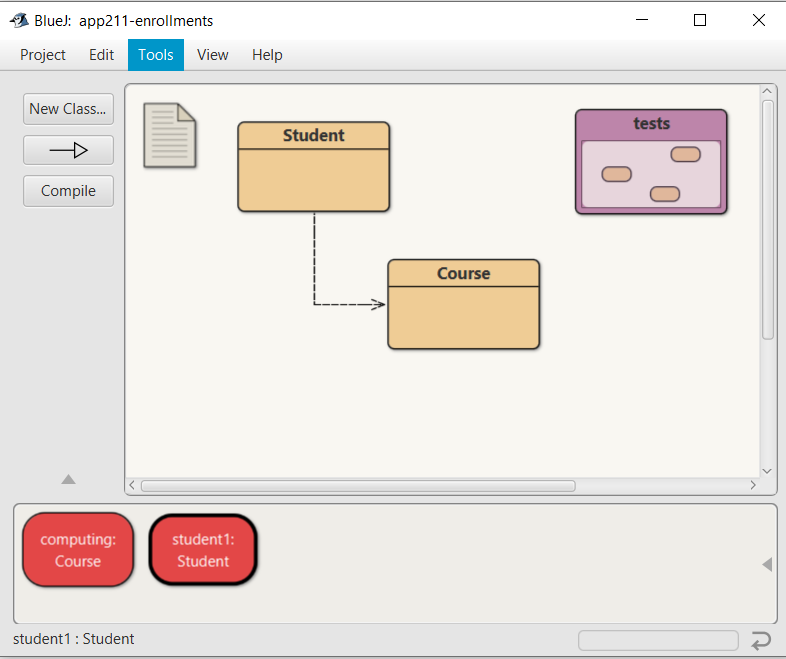 BlueJ: app211-enrollments
Project Edit Tools View Help
New Class...
Compile
Student
tests
Course
computing:
Course
student1:
Student
student1 : Student